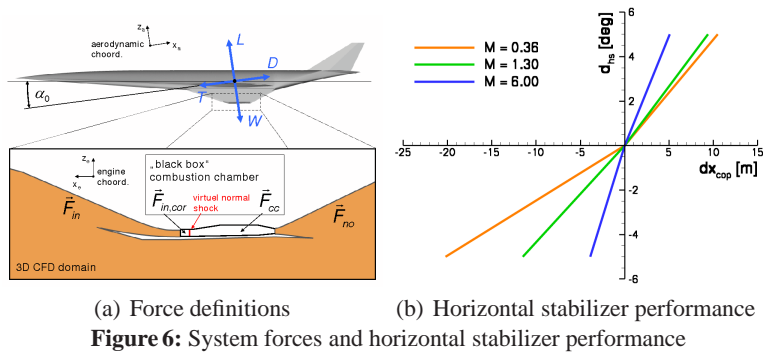 z_a
aerodynamic
choord.
x_a
L
D
T
W
α_0
z_e
engine
choord.
x_e
„black box“
combustion chamber
F_in
F_in,cor
virtual normal
shock
F_cc
F_no
3D CFD domain
(a) Force definitions
d_hs [deg]
6
4
2
-2
-4
-6
M = 0.36
M = 1.30
M = 6.00
-25 -20 -15 -10 -5 5 10 15
dx_cop [m]
(b) Horizontal stabilizer performance
Figure 6: System forces and horizontal stabilizer performance